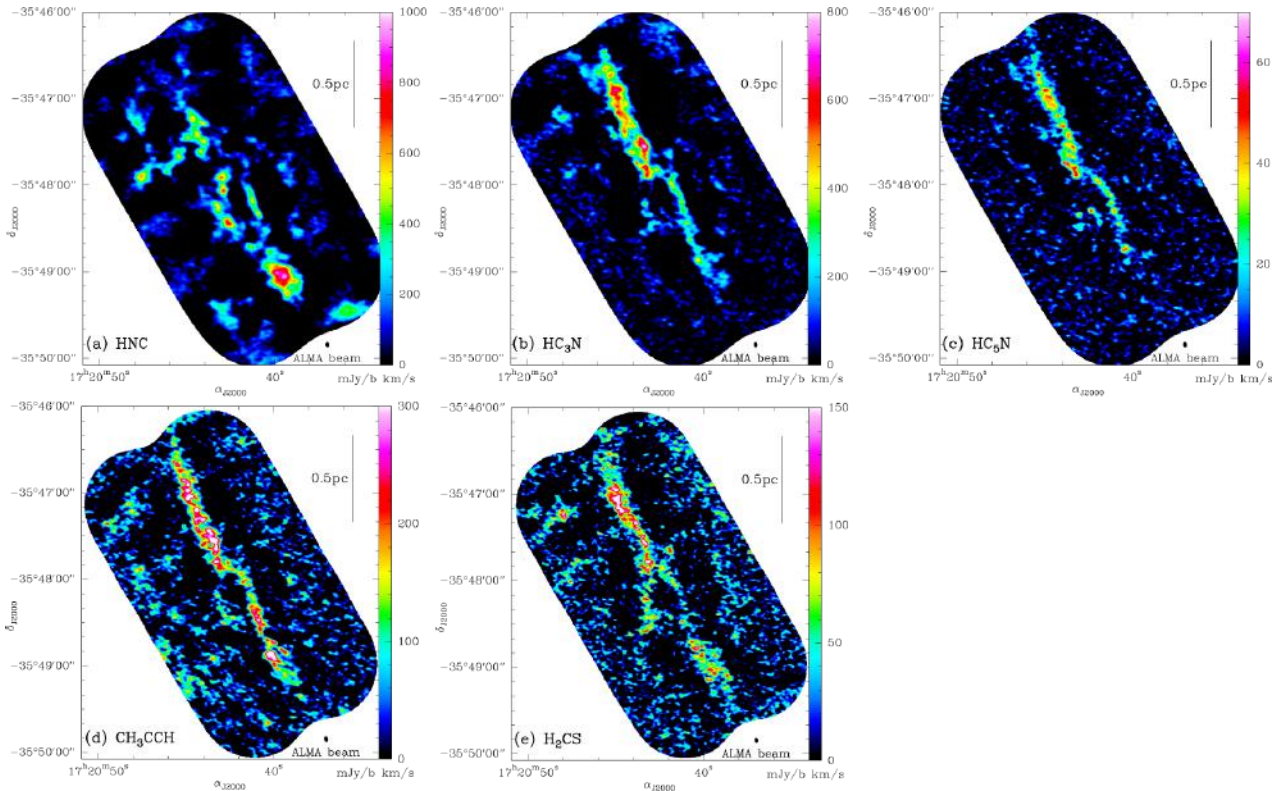 −35°46′00″
−35°47′00″
−35°48′00″
−35°49′00″
−35°50′00″
δJ2000
0.5pc
(a) HNC
ALMA beam
17ʰ20ᵐ50ˢ
40ˢ
αJ2000
mJy/b km/s
1000
800
600
400
200
0
−35°46′00″
−35°47′00″
−35°48′00″
−35°49′00″
−35°50′00″
δJ2000
0.5pc
(b) HC₃N
ALMA beam
17ʰ20ᵐ50ˢ
40ˢ
αJ2000
mJy/b km/s
800
600
400
200
0
−35°46′00″
−35°47′00″
−35°48′00″
−35°49′00″
−35°50′00″
δJ2000
0.5pc
(c) HC₅N
ALMA beam
17ʰ20ᵐ50ˢ
40ˢ
αJ2000
mJy/b km/s
60
40
20
0
−35°46′00″
−35°47′00″
−35°48′00″
−35°49′00″
−35°50′00″
δJ2000
0.5pc
(d) CH₃CCH
ALMA beam
17ʰ20ᵐ50ˢ
40ˢ
αJ2000
mJy/b km/s
300
200
100
0
−35°46′00″
−35°47′00″
−35°48′00″
−35°49′00″
−35°50′00″
δJ2000
0.5pc
(e) H₂CS
ALMA beam
17ʰ20ᵐ50ˢ
40ˢ
αJ2000
mJy/b km/s
150
100
50
0